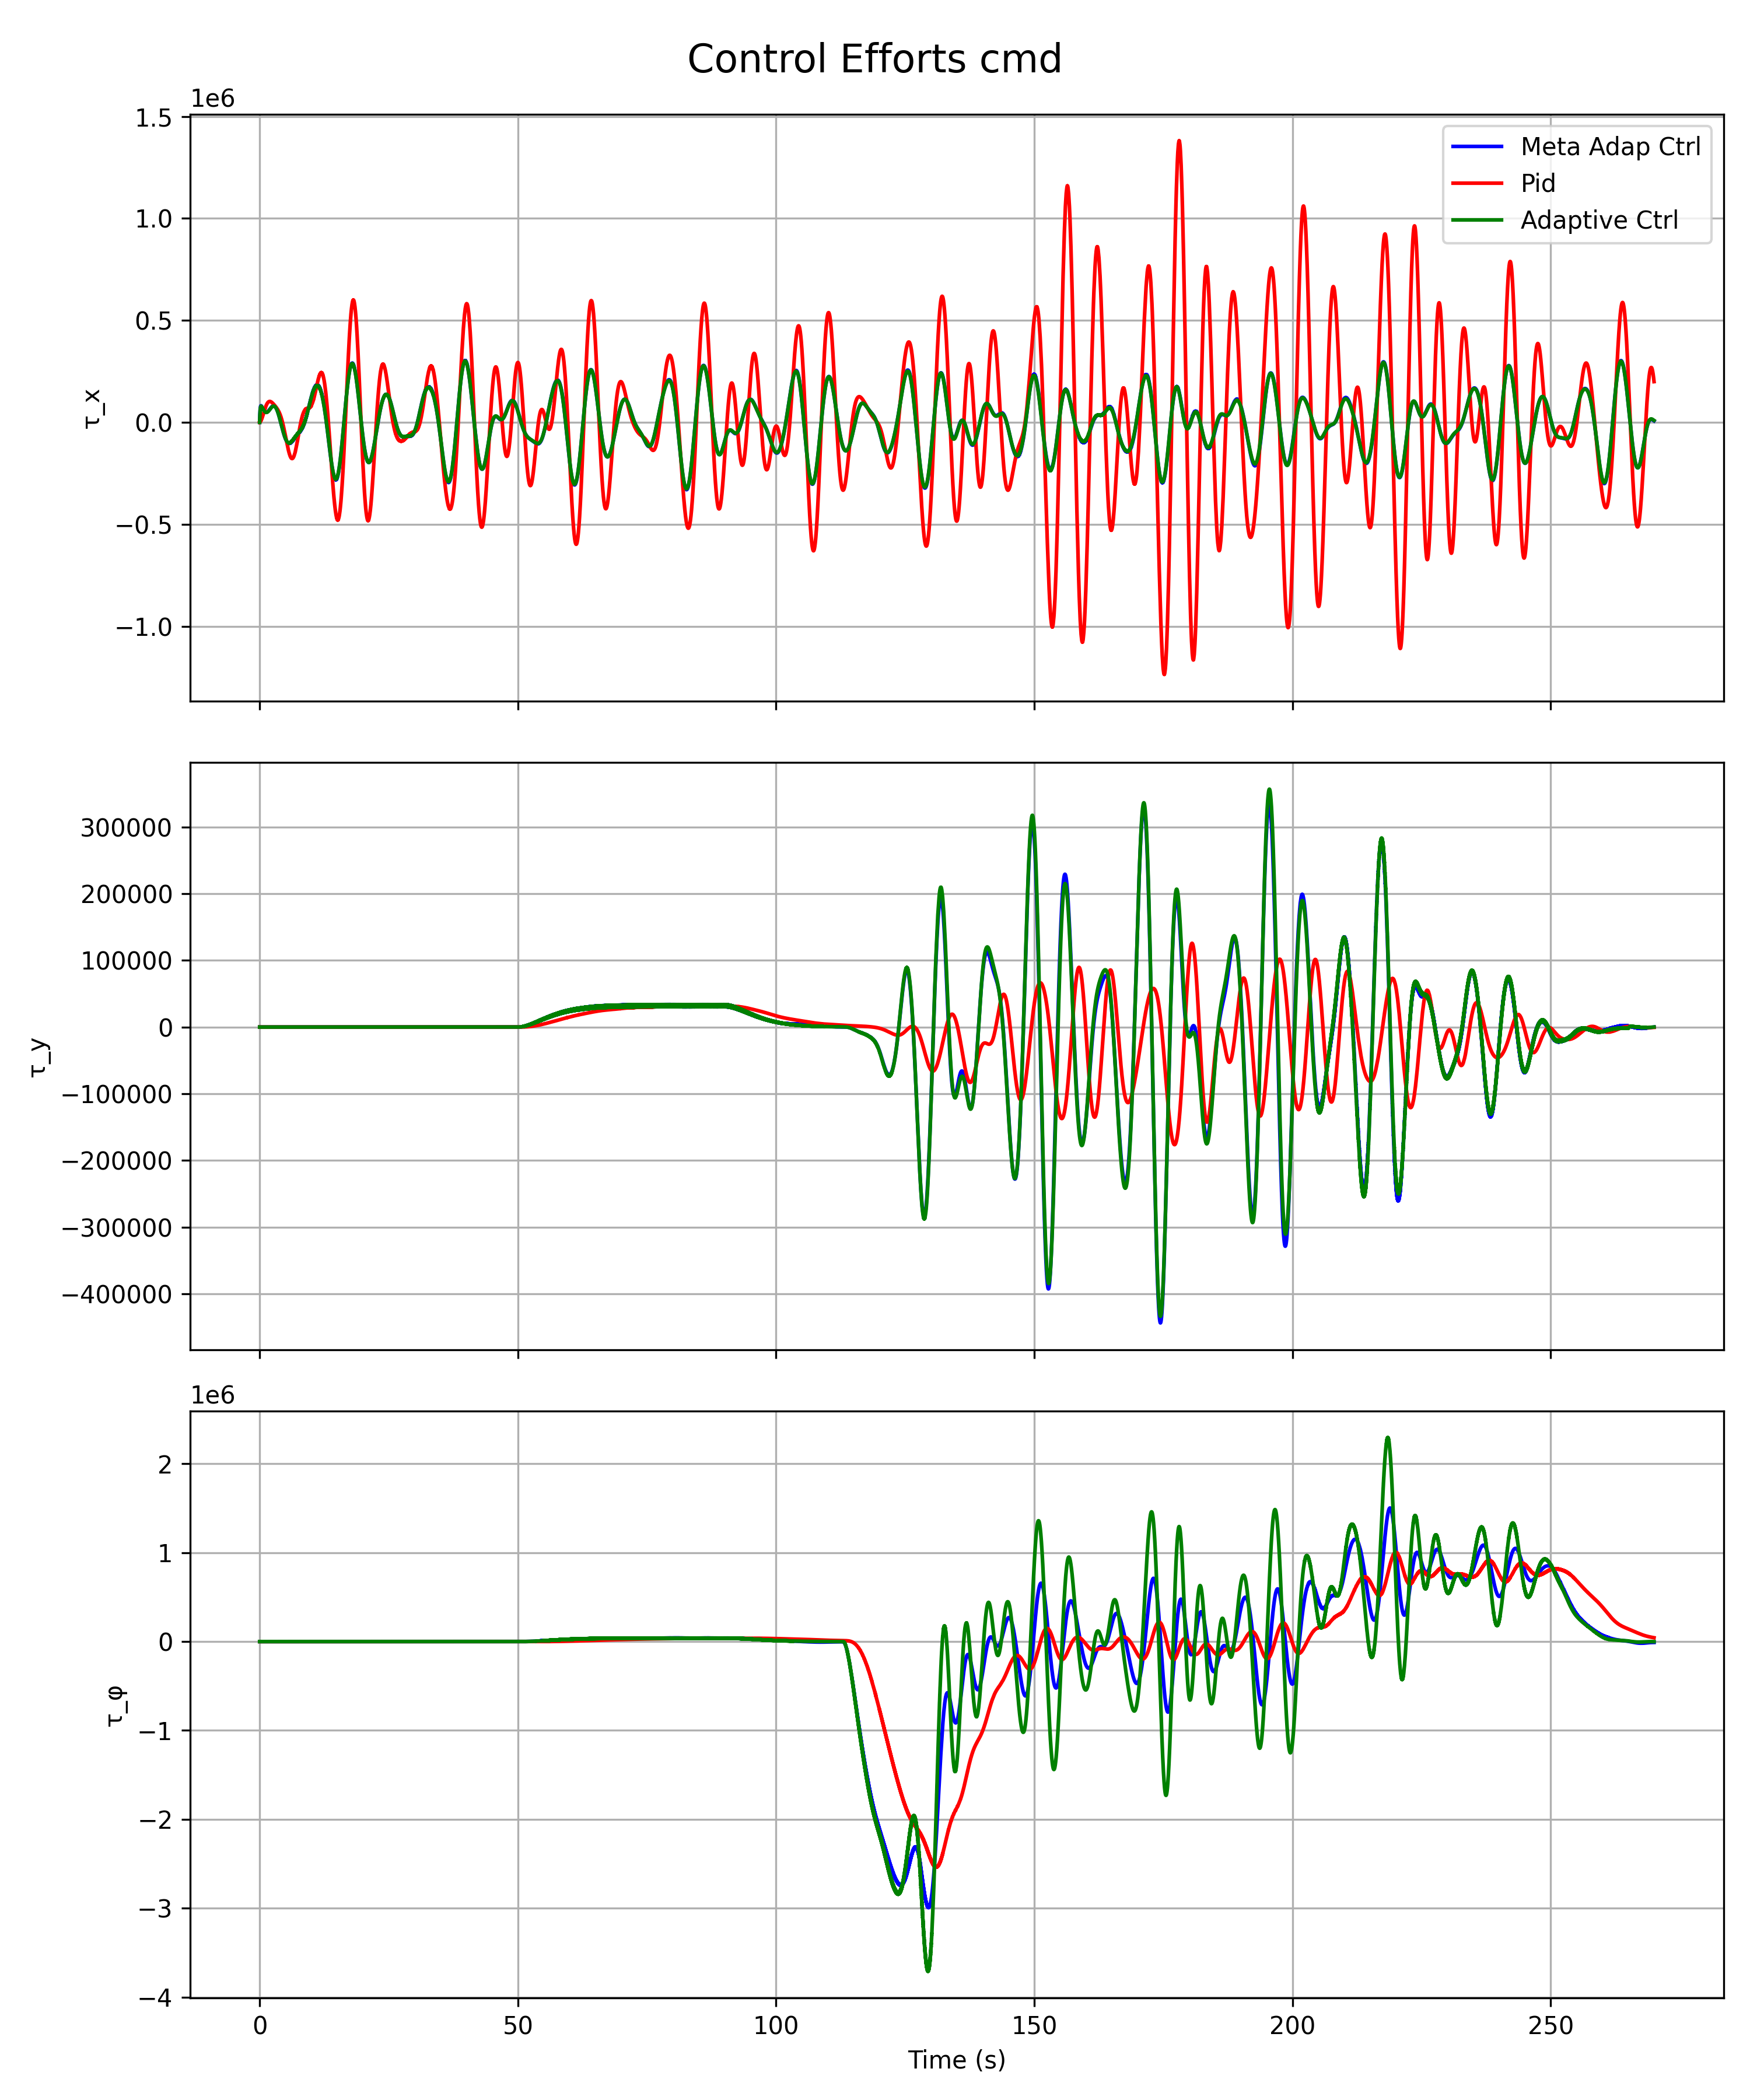 Control Efforts cmd
1e6
1.5
1.0
0.5
0.0
−0.5
−1.0
τ_x
Meta Adap Ctrl
Pid
Adaptive Ctrl
300000
200000
100000
0
−100000
−200000
−300000
−400000
τ_y
1e6
2
1
0
−1
−2
−3
−4
τ_φ
0 50 100 150 200 250
Time (s)